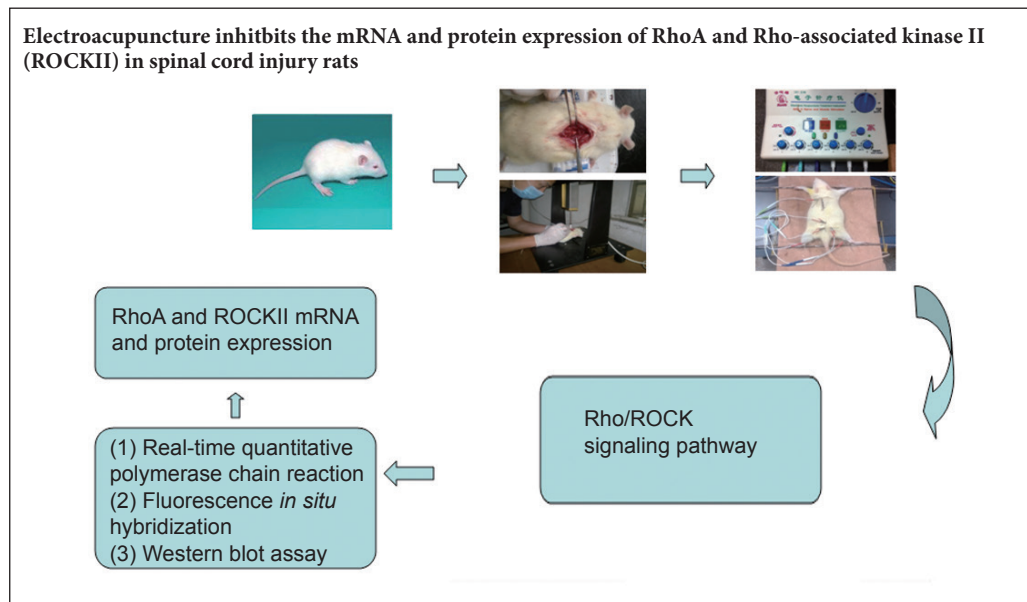 Electroacupuncture inhitbits the mRNA and protein expression of RhoA and Rho-associated kinase II
(ROCKII) in spinal cord injury rats
RhoA and ROCKII mRNA
and protein expression
Rho/ROCK
signaling pathway
(1) Real-time quantitative
polymerase chain reaction
(2) Fluorescence in situ
hybridization
(3) Western blot assay